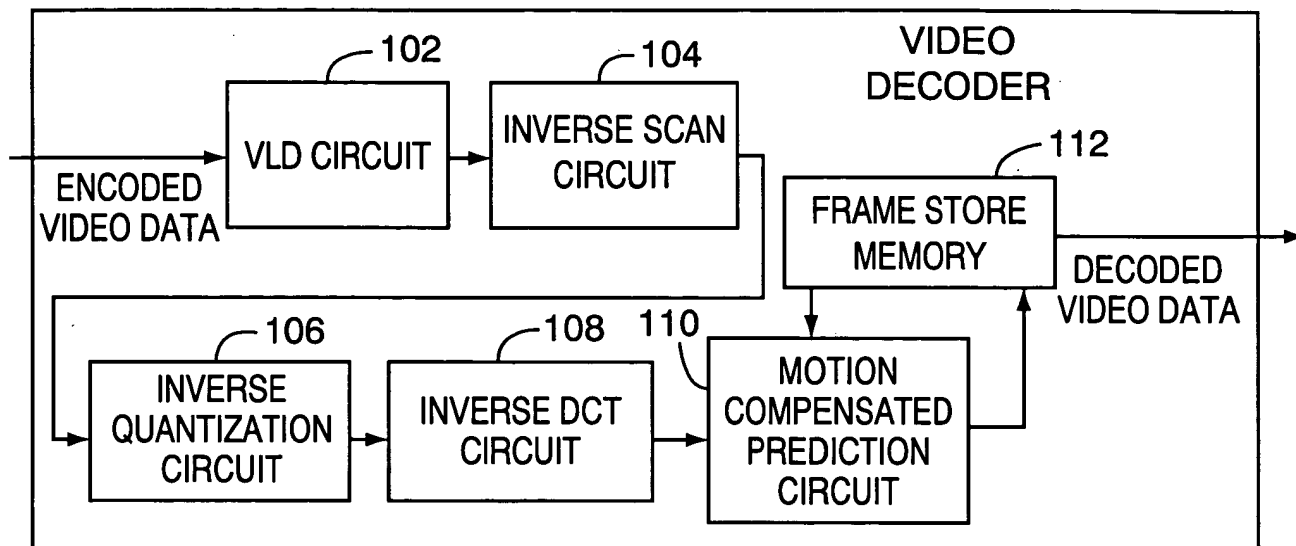 VIDEO
DECODER
102
104
VLD CIRCUIT
INVERSE SCAN
CIRCUIT
ENCODED
VIDEO DATA
112
FRAME STORE
MEMORY
DECODED
VIDEO DATA
106
INVERSE
QUANTIZATION
CIRCUIT
108
INVERSE DCT
CIRCUIT
110
MOTION
COMPENSATED
PREDICTION
CIRCUIT